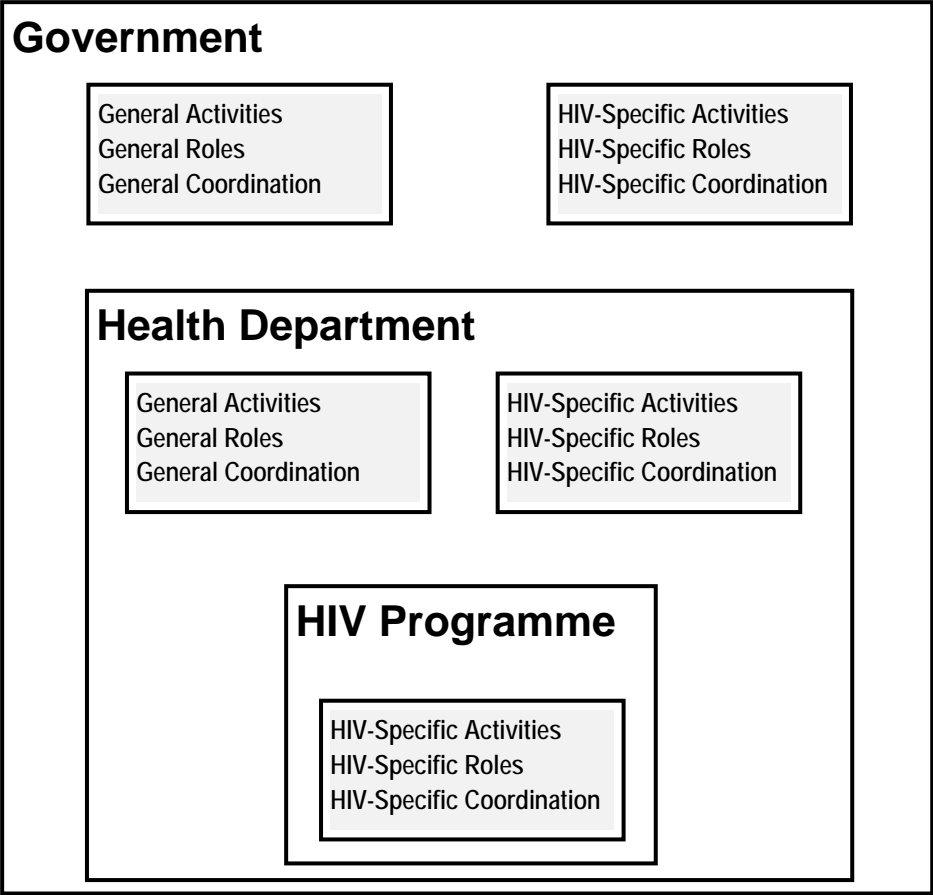 Government
General Activities
General Roles
General Coordination
HIV-Specific Activities
HIV-Specific Roles
HIV-Specific Coordination
Health Department
General Activities
General Roles
General Coordination
HIV-Specific Activities
HIV-Specific Roles
HIV-Specific Coordination
HIV Programme
HIV-Specific Activities
HIV-Specific Roles
HIV-Specific Coordination